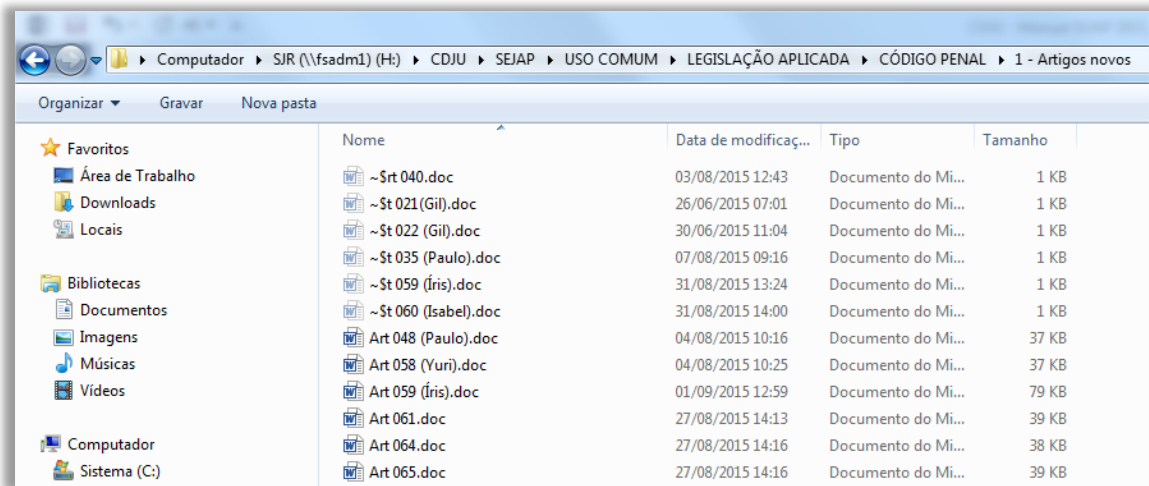 Computador ▸ SJR (\\fsadm1) (H:) ▸ CDJU ▸ SEJAP ▸ USO COMUM ▸ LEGISLAÇÃO APLICADA ▸ CÓDIGO PENAL ▸ 1 - Artigos novos
Organizar Gravar Nova pasta
Nome Data de modificaç... Tipo Tamanho
Favoritos
Área de Trabalho
Downloads
Locais
Bibliotecas
Documentos
Imagens
Músicas
Vídeos
Computador
Sistema (C:)
~$rt 040.doc 03/08/2015 12:43 Documento do Mi... 1 KB
~$t 021(Gil).doc 26/06/2015 07:01 Documento do Mi... 1 KB
~$t 022 (Gil).doc 30/06/2015 11:04 Documento do Mi... 1 KB
~$t 035 (Paulo).doc 07/08/2015 09:16 Documento do Mi... 1 KB
~$t 059 (Íris).doc 31/08/2015 13:24 Documento do Mi... 1 KB
~$t 060 (Isabel).doc 31/08/2015 14:00 Documento do Mi... 1 KB
Art 048 (Paulo).doc 04/08/2015 10:16 Documento do Mi... 37 KB
Art 058 (Yuri).doc 04/08/2015 10:25 Documento do Mi... 37 KB
Art 059 (Íris).doc 01/09/2015 12:59 Documento do Mi... 79 KB
Art 061.doc 27/08/2015 14:13 Documento do Mi... 39 KB
Art 064.doc 27/08/2015 14:16 Documento do Mi... 38 KB
Art 065.doc 27/08/2015 14:16 Documento do Mi... 39 KB